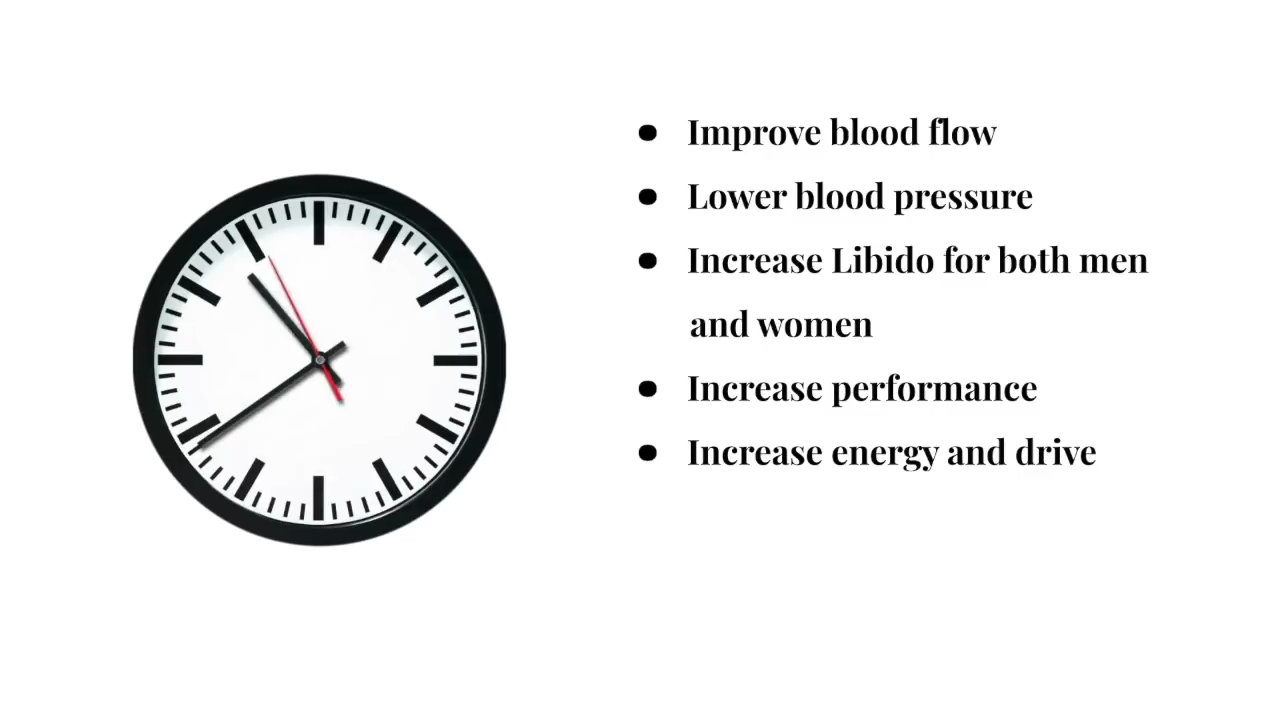 • Improve blood flow
• Lower blood pressure
• Increase Libido for both men
and women
• Increase performance
• Increase energy and drive